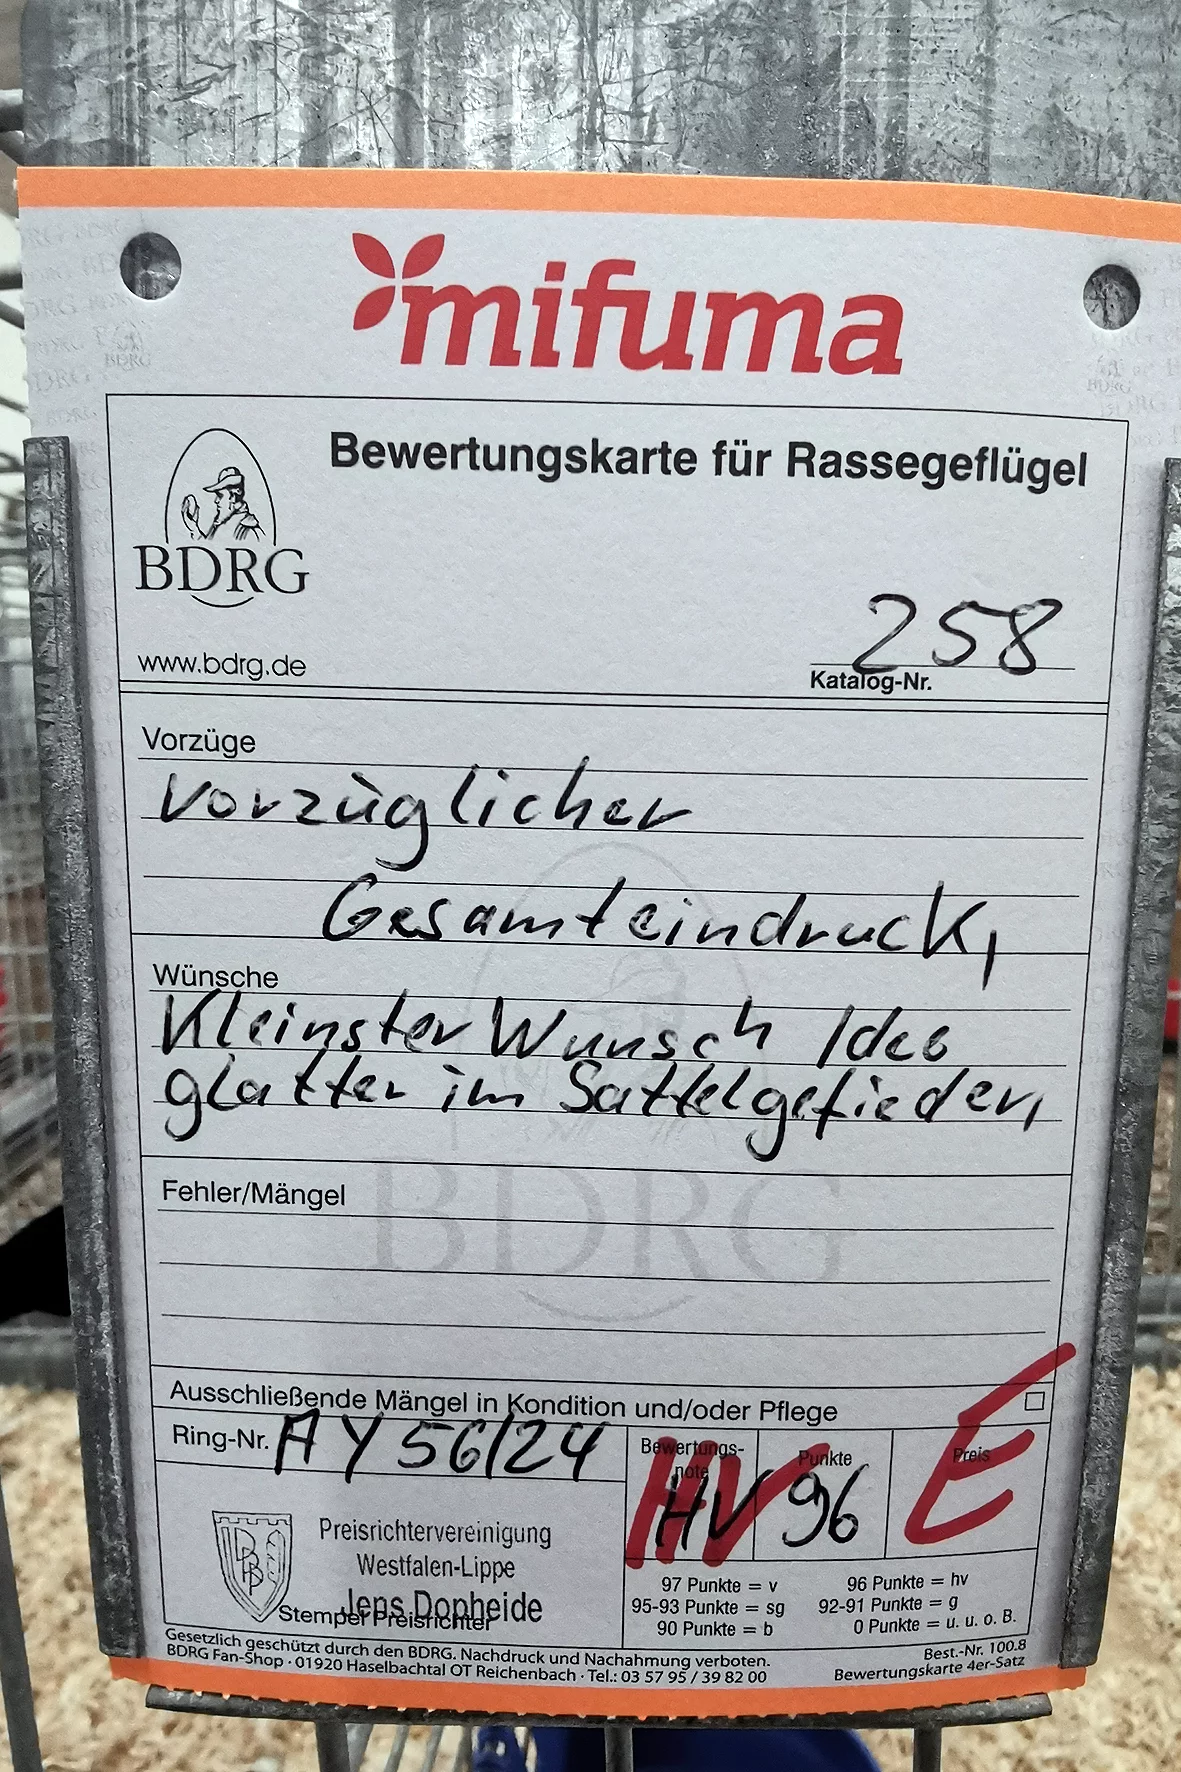 mifuma
Bewertungskarte für Rassegeflügel
BDRG
www.bdrg.de
258
Katalog-Nr.
Vorzüge
Vorzüglicher
Gesamteindruck,
Wünsche
Kleinster Wunsch
glatter im Sattelgefieder,
BDRG
Fehler/Mängel
Ausschließende Mängel in Kondition und/oder Pflege
Ring-Nr. AY 56/24
Bewertungs-
note
HV
HV
Punkte
96
Preis
E
Preisrichtervereinigung
Westfalen-Lippe
Jens Dopheide
Stempel Preisrichter
97 Punkte = v 96 Punkte = hv
95-93 Punkte = sg 92-91 Punkte = g
90 Punkte = b 0 Punkte = u. u. o. B.
Gesetzlich geschützt durch den BDRG. Nachdruck und Nachahmung verboten.
BDRG Fan-Shop · 01920 Haselbachtal OT Reichenbach · Tel.: 03 57 95 / 39 82 00
Best.-Nr. 100.8
Bewertungskarte 4er-Satz